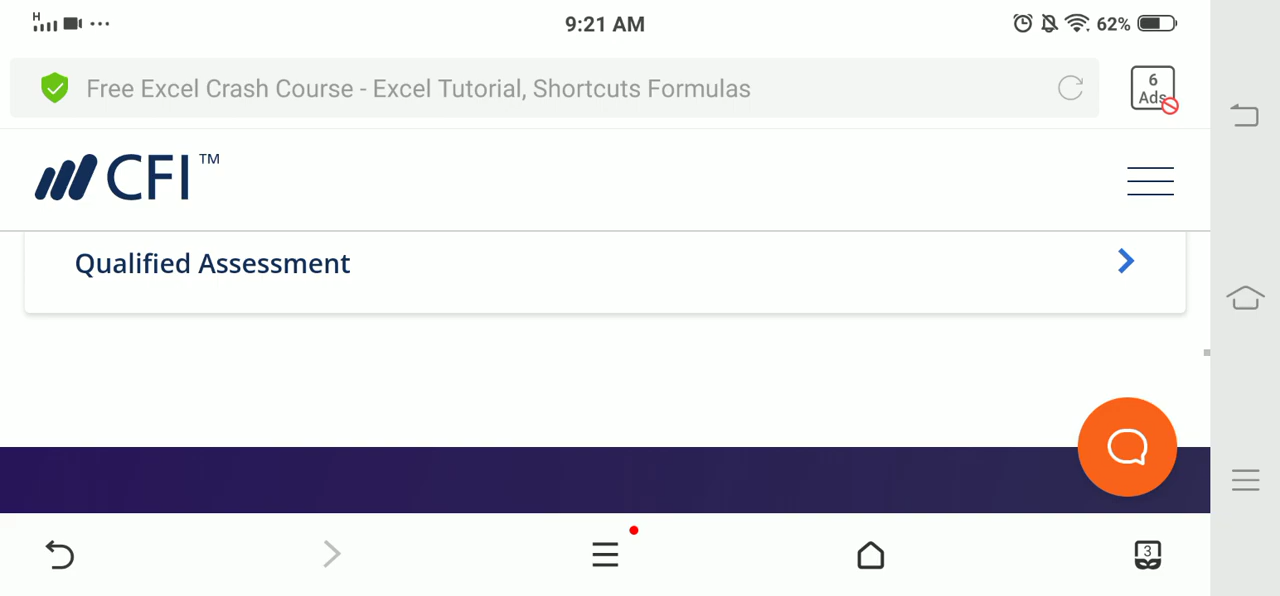 H
9:21 AM
62%
Free Excel Crash Course - Excel Tutorial, Shortcuts Formulas
6
Ads
CFI™
Qualified Assessment
3